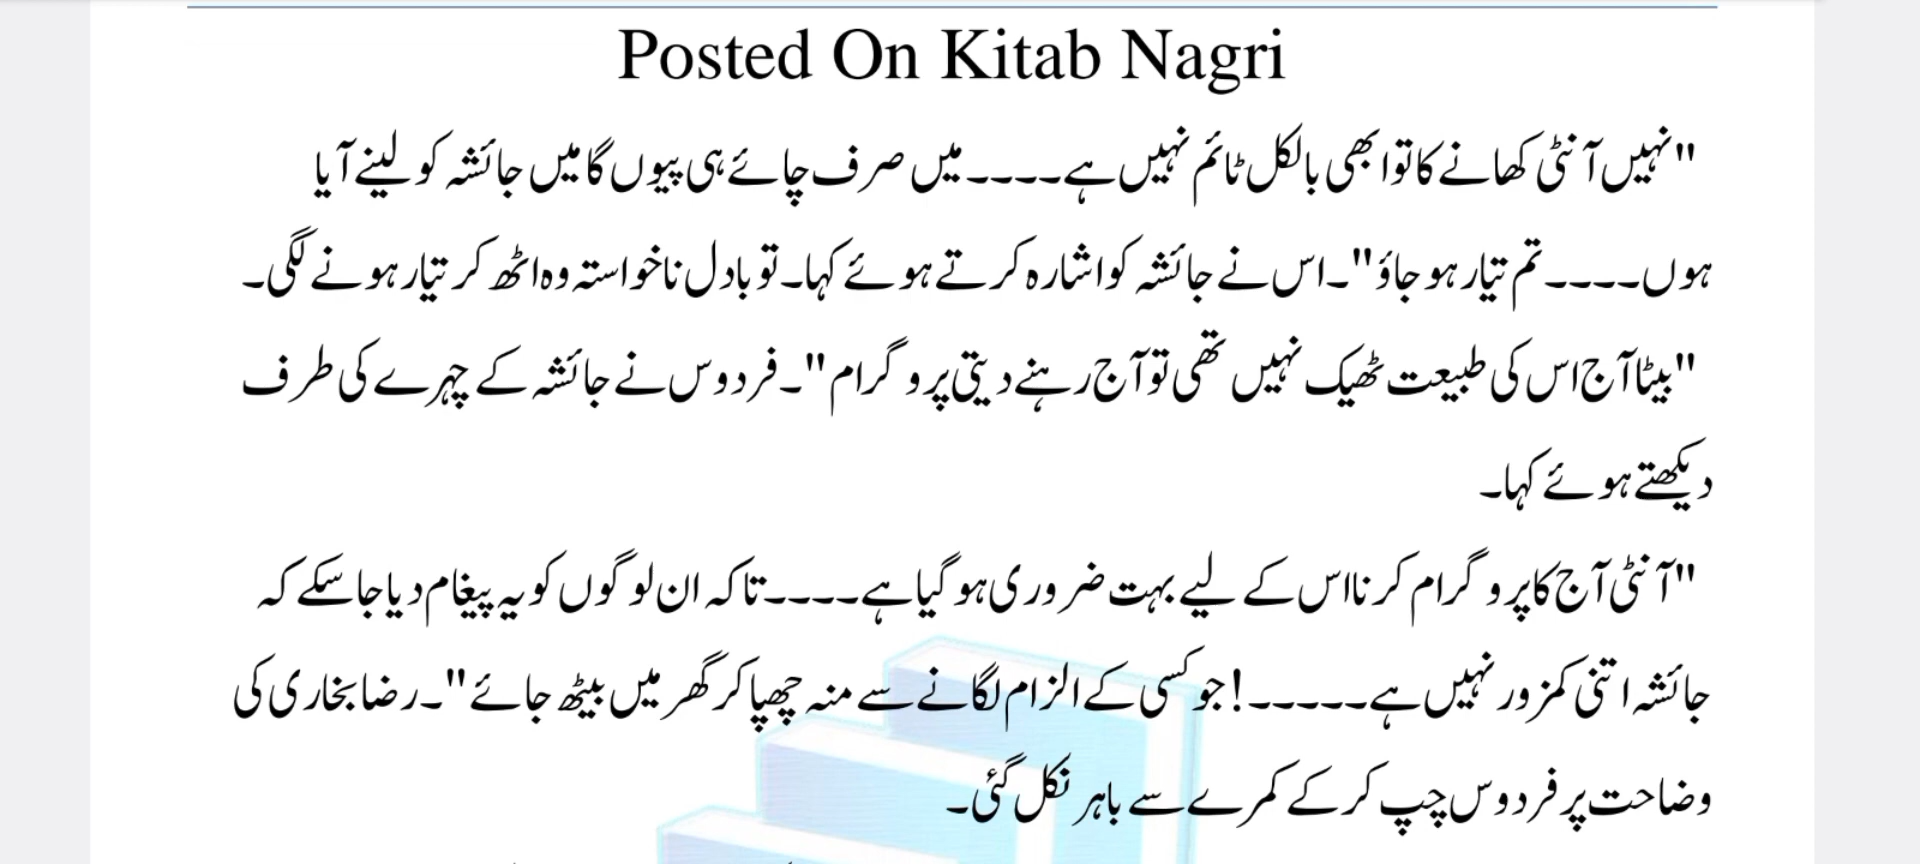 Posted On Kitab Nagri
"نہیں آنٹی کھانے کا تو ابھی بالکل ٹائم نہیں ہے۔۔۔۔ میں صرف چائے ہی پیوں گا میں جائشہ کو لینے آیا
ہوں۔۔۔۔ تم تیار ہو جاؤ"۔ اس نے جائشہ کو اشارہ کرتے ہوئے کہا۔ تو بادل ناخواستہ وہ اٹھ کر تیار ہونے لگی۔
"بیٹا آج اس کی طبیعت ٹھیک نہیں تھی تو آج رہنے دیتی پروگرام"۔ فردوس نے جائشہ کے چہرے کی طرف
دیکھتے ہوئے کہا۔
"آنٹی آج کا پروگرام کرنا اس کے لیے بہت ضروری ہو گیا ہے۔۔۔۔ تاکہ ان لوگوں کو یہ پیغام دیا جا سکے کہ
جائشہ اتنی کمزور نہیں ہے۔۔۔۔۔! جو کسی کے الزام لگانے سے منہ چھپا کر گھر میں بیٹھ جائے"۔ رضا بخاری کی
وضاحت پر فردوس چپ کر کے کمرے سے باہر نکل گئی۔